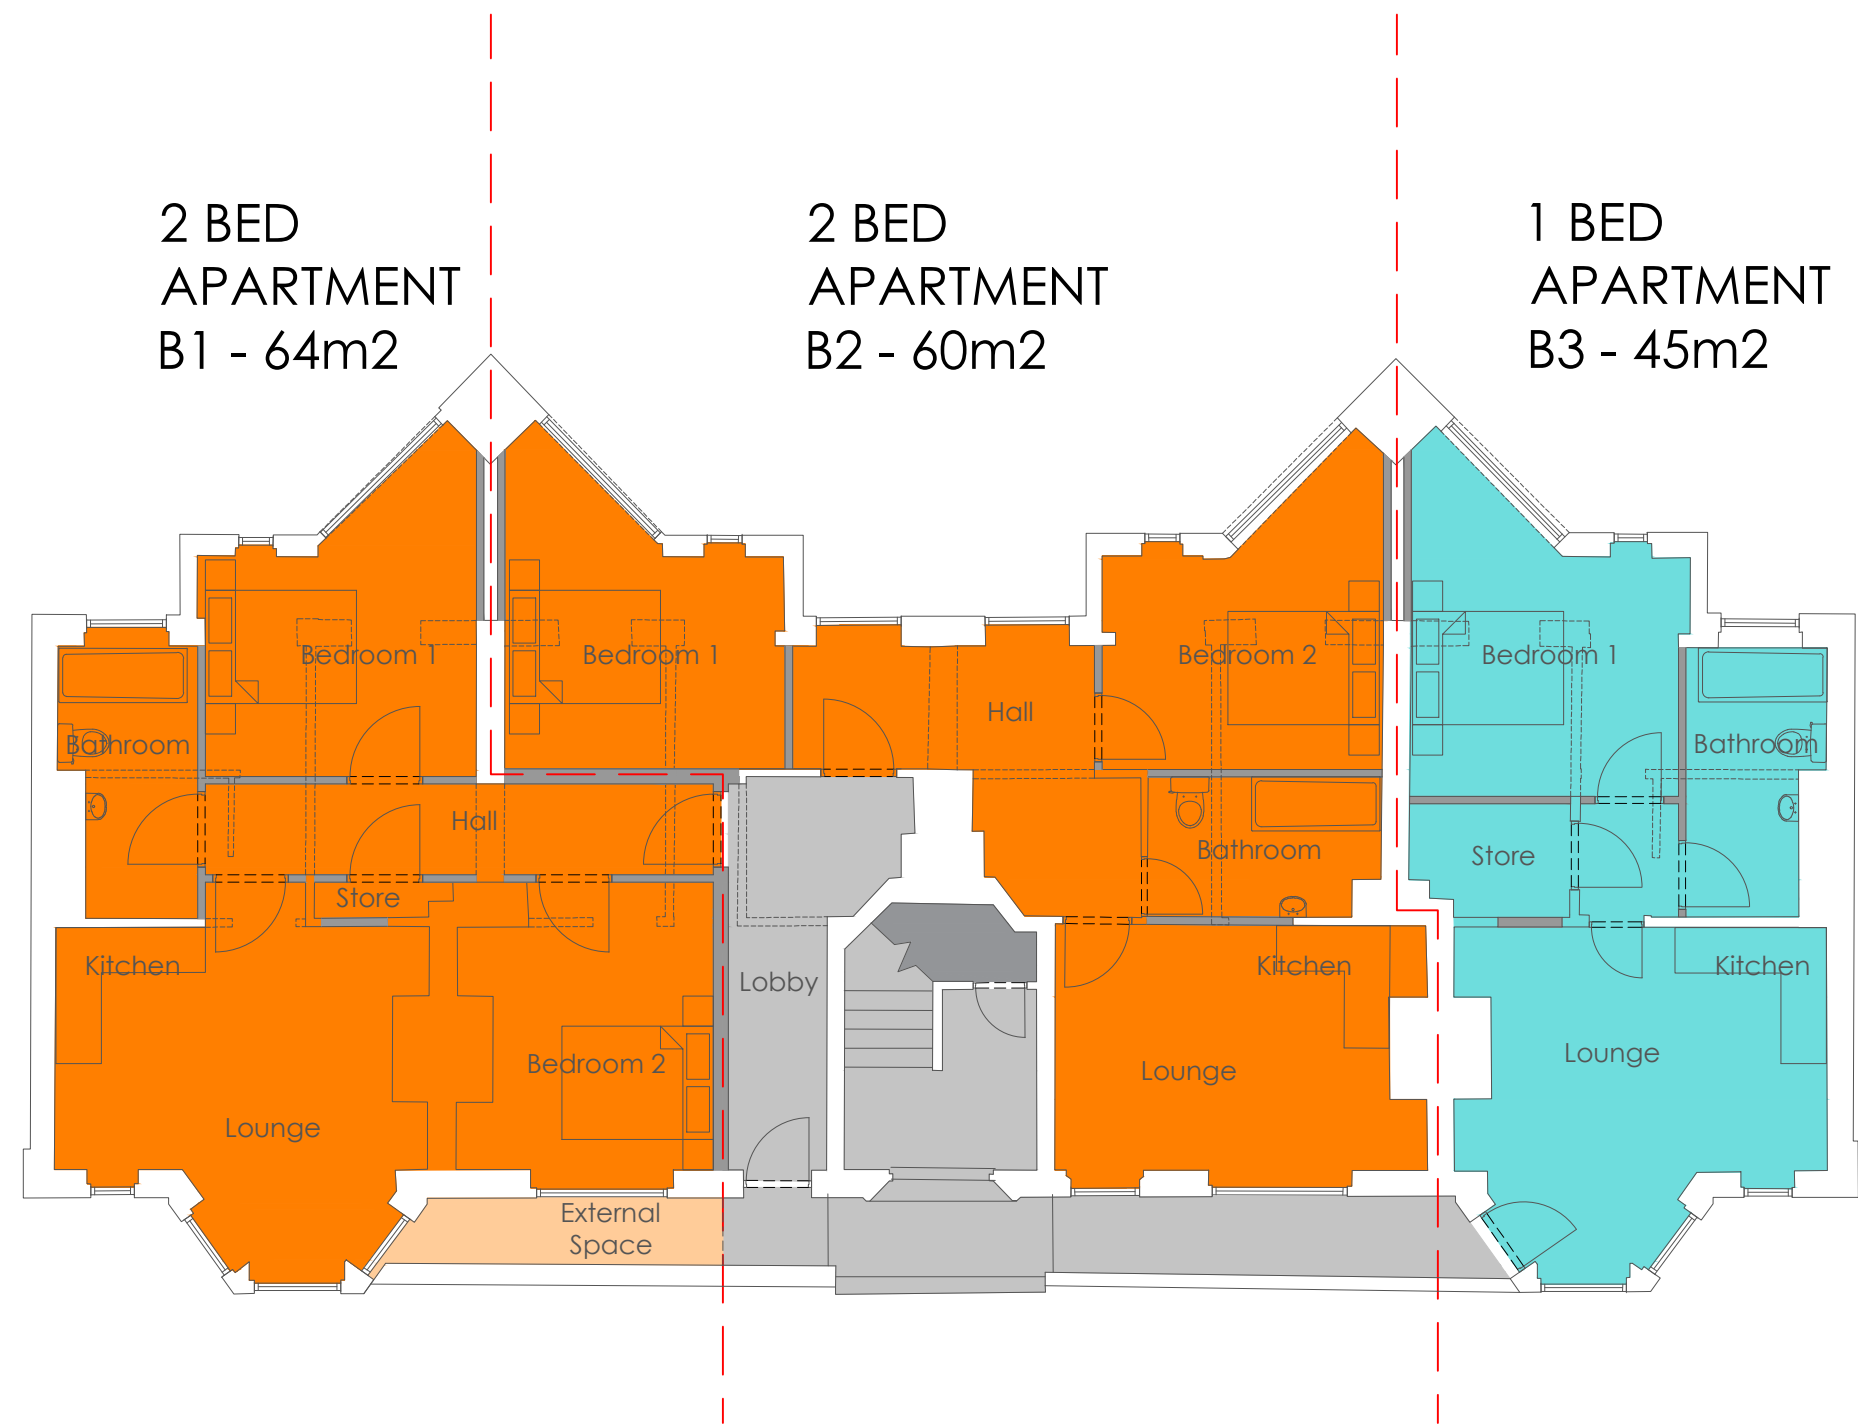 2 BED
APARTMENT
B1 - 64m2
2 BED
APARTMENT
B2 - 60m2
1 BED
APARTMENT
B3 - 45m2
Bedroom 1
Bathroom
Hall
Store
Kitchen
Lounge
Bedroom 2
External
Space
Bedroom 1
Hall
Bedroom 2
Bathroom
Lobby
Kitchen
Lounge
Bedroom 1
Bathroom
Store
Kitchen
Lounge